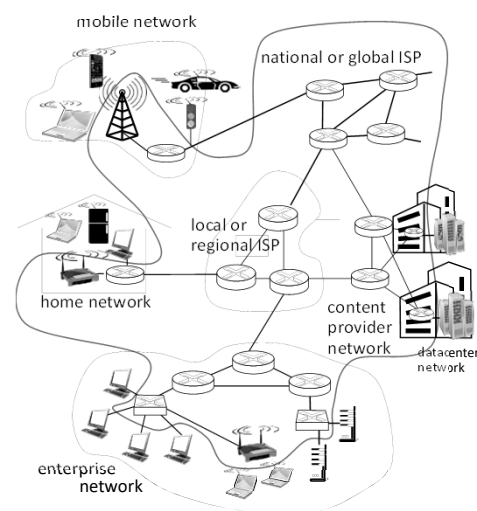 mobile network
national or global ISP
local or
regional ISP
home network
content
provider
network
datacenter
network
enterprise
network